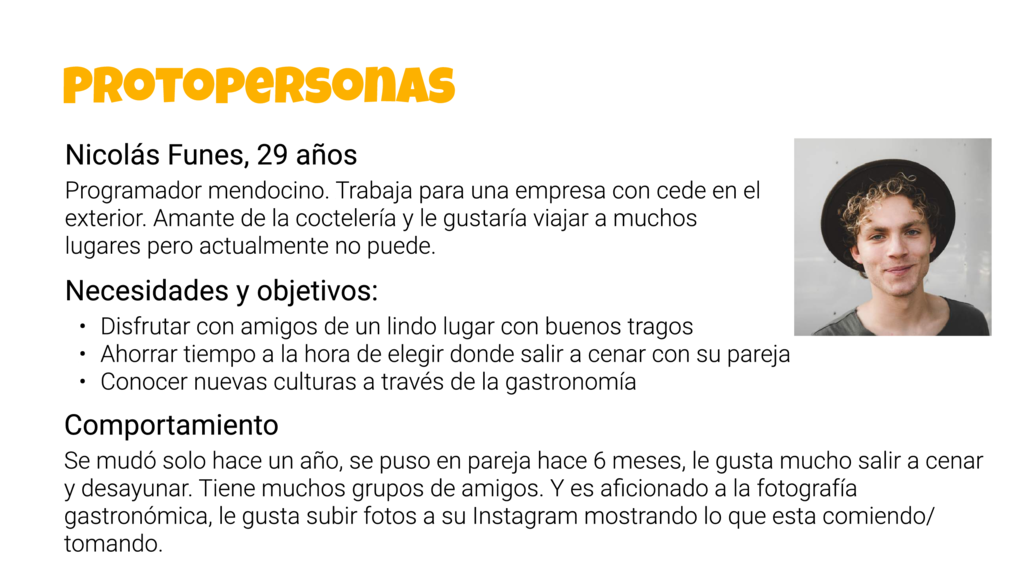 PROTOPERSONAS
Nicolás Funes, 29 años
Programador mendocino. Trabaja para una empresa con cede en el
exterior. Amante de la coctelería y le gustaría viajar a muchos
lugares pero actualmente no puede.
Necesidades y objetivos:
• Disfrutar con amigos de un lindo lugar con buenos tragos
• Ahorrar tiempo a la hora de elegir donde salir a cenar con su pareja
• Conocer nuevas culturas a través de la gastronomía
Comportamiento
Se mudó solo hace un año, se puso en pareja hace 6 meses, le gusta mucho salir a cenar
y desayunar. Tiene muchos grupos de amigos. Y es aficionado a la fotografía
gastronómica, le gusta subir fotos a su Instagram mostrando lo que esta comiendo/
tomando.